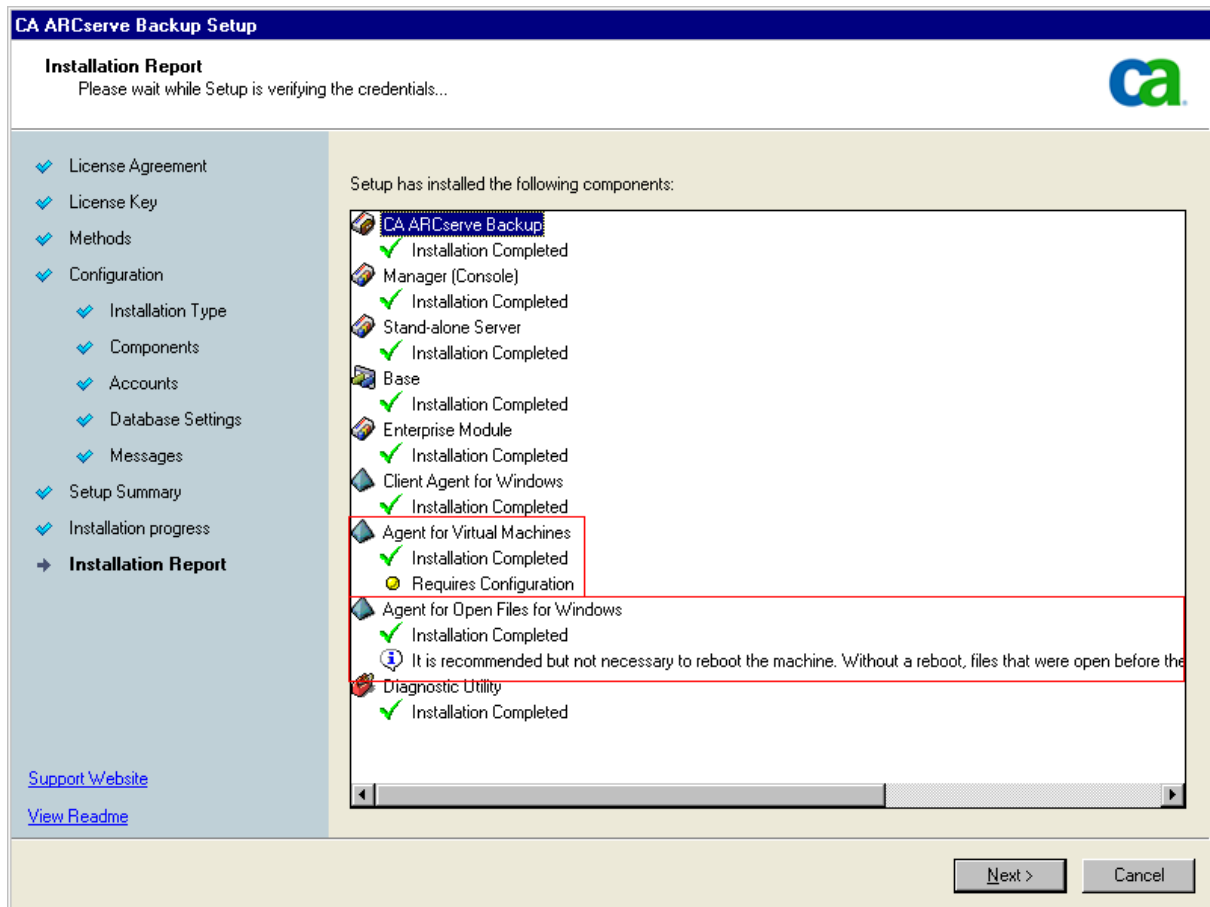 CA ARCserve Backup Setup
Installation Report
Please wait while Setup is verifying the credentials...
ca
License Agreement
License Key
Methods
Configuration
Installation Type
Components
Accounts
Database Settings
Messages
Setup Summary
Installation progress
Installation Report
Support Website
View Readme
Setup has installed the following components:
CA ARCserve Backup
Installation Completed
Manager (Console)
Installation Completed
Stand-alone Server
Installation Completed
Base
Installation Completed
Enterprise Module
Installation Completed
Client Agent for Windows
Installation Completed
Agent for Virtual Machines
Installation Completed
Requires Configuration
Agent for Open Files for Windows
Installation Completed
It is recommended but not necessary to reboot the machine. Without a reboot, files that were open before the
Diagnostic Utility
Installation Completed
Next >
Cancel